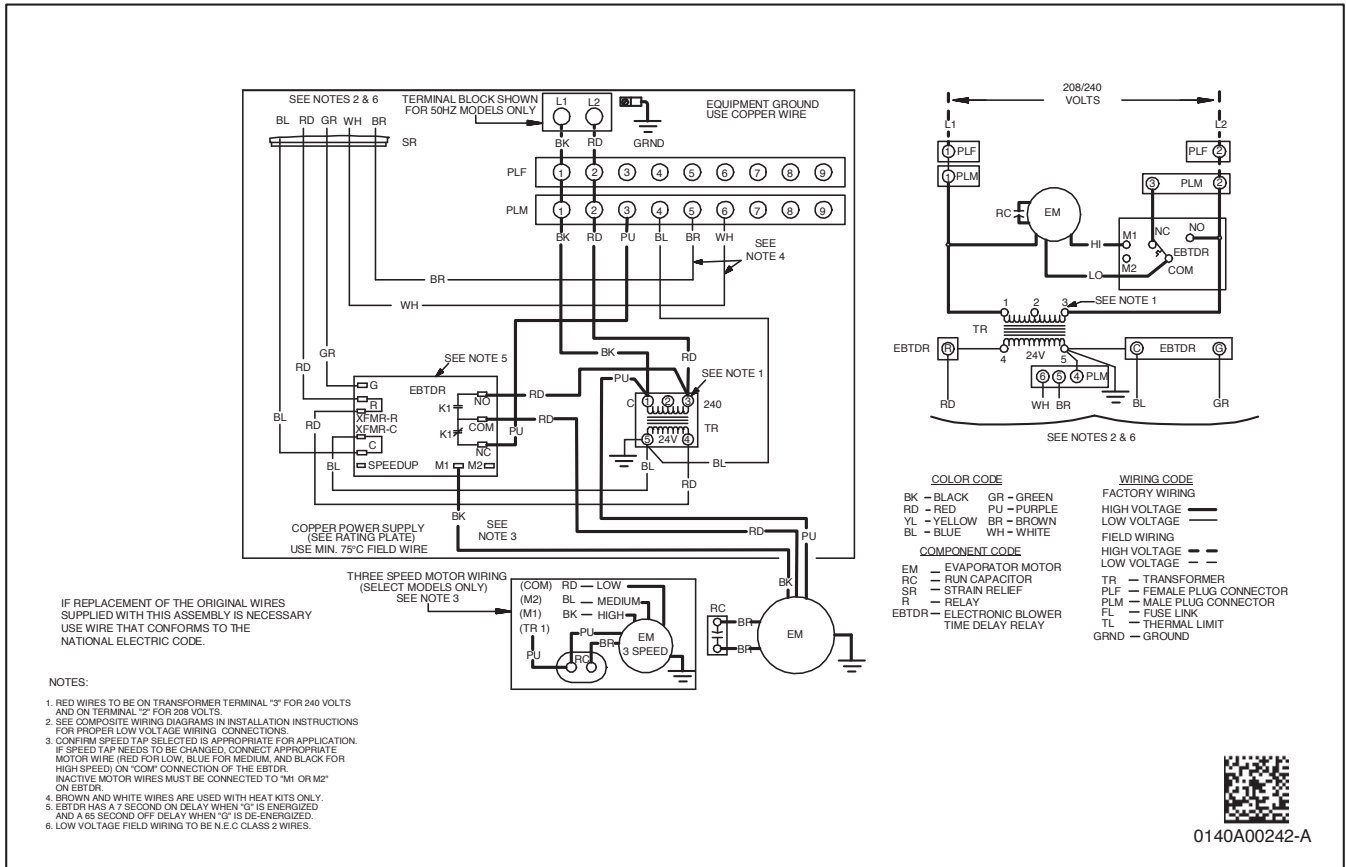 SEE NOTES 2 & 6
BL RD GR WH BR
SR
TERMINAL BLOCK SHOWN
FOR 50HZ MODELS ONLY
L1 L2
BK RD
GRND
EQUIPMENT GROUND
USE COPPER WIRE
PLF 1 2 3 4 5 6 7 8 9
PLM 1 2 3 4 5 6 7 8 9
BK RD PU BL BR WH
SEE
NOTE 4
BR
WH
GR
RD
BL
RD
BL
SEE NOTE 5
G
EBTDR
R
XFMR-R
XFMR-C
C
SPEEDUP
K1
K1
NO
COM
NC
M1 M2
RD
RD
PU
BK
PU
RD
SEE NOTE 1
C 1 2 3 240
TR
5 24V 4
BL
BL
RD
BK
SEE
NOTE 3
RD
PU
BK
COPPER POWER SUPPLY
(SEE RATING PLATE)
USE MIN. 75°C FIELD WIRE
THREE SPEED MOTOR WIRING
(SELECT MODELS ONLY)
SEE NOTE 3
(COM) RD LOW
(M2) BL MEDIUM
(M1) BK HIGH
(TR 1)
PU
BR
PU
RC
EM
3 SPEED
RC
BR
BR
EM
IF REPLACEMENT OF THE ORIGINAL WIRES
SUPPLIED WITH THIS ASSEMBLY IS NECESSARY
USE WIRE THAT CONFORMS TO THE
NATIONAL ELECTRIC CODE.
NOTES:
1. RED WIRES TO BE ON TRANSFORMER TERMINAL "3" FOR 240 VOLTS
AND ON TERMINAL "2" FOR 208 VOLTS.
2. SEE COMPOSITE WIRING DIAGRAMS IN INSTALLATION INSTRUCTIONS
FOR PROPER LOW VOLTAGE WIRING CONNECTIONS.
3. CONFIRM SPEED TAP SELECTED IS APPROPRIATE FOR APPLICATION.
IF SPEED TAP NEEDS TO BE CHANGED, CONNECT APPROPRIATE
MOTOR WIRE (RED FOR LOW, BLUE FOR MEDIUM, AND BLACK FOR
HIGH SPEED) ON "COM" CONNECTION OF THE EBTDR.
INACTIVE MOTOR WIRES MUST BE CONNECTED TO "M1 OR M2"
ON EBTDR.
4. BROWN AND WHITE WIRES ARE USED WITH HEAT KITS ONLY.
5. EBTDR HAS A 7 SECOND ON DELAY WHEN "G" IS ENERGIZED
AND A 65 SECOND OFF DELAY WHEN "G" IS DE-ENERGIZED.
6. LOW VOLTAGE FIELD WIRING TO BE N.E.C CLASS 2 WIRES.
208/240
VOLTS
L1 L2
1 PLF
PLF 2
1 PLM
3 PLM 2
RC
EM
HI
LO
M1
M2
NC
NO
EBTDR
COM
1 2 3
SEE NOTE 1
TR
4 24V 5
EBTDR R
C EBTDR G
6 5 4 PLM
RD
WH BR
BL
GR
SEE NOTES 2 & 6
COLOR CODE
BK – BLACK GR – GREEN
RD – RED PU – PURPLE
YL – YELLOW BR – BROWN
BL – BLUE WH – WHITE
COMPONENT CODE
EM – EVAPORATOR MOTOR
RC – RUN CAPACITOR
SR – STRAIN RELIEF
R – RELAY
EBTDR – ELECTRONIC BLOWER
TIME DELAY RELAY
WIRING CODE
FACTORY WIRING
HIGH VOLTAGE
LOW VOLTAGE
FIELD WIRING
HIGH VOLTAGE
LOW VOLTAGE
TR – TRANSFORMER
PLF – FEMALE PLUG CONNECTOR
PLM – MALE PLUG CONNECTOR
FL – FUSE LINK
TL – THERMAL LIMIT
GRND – GROUND
0140A00242-A